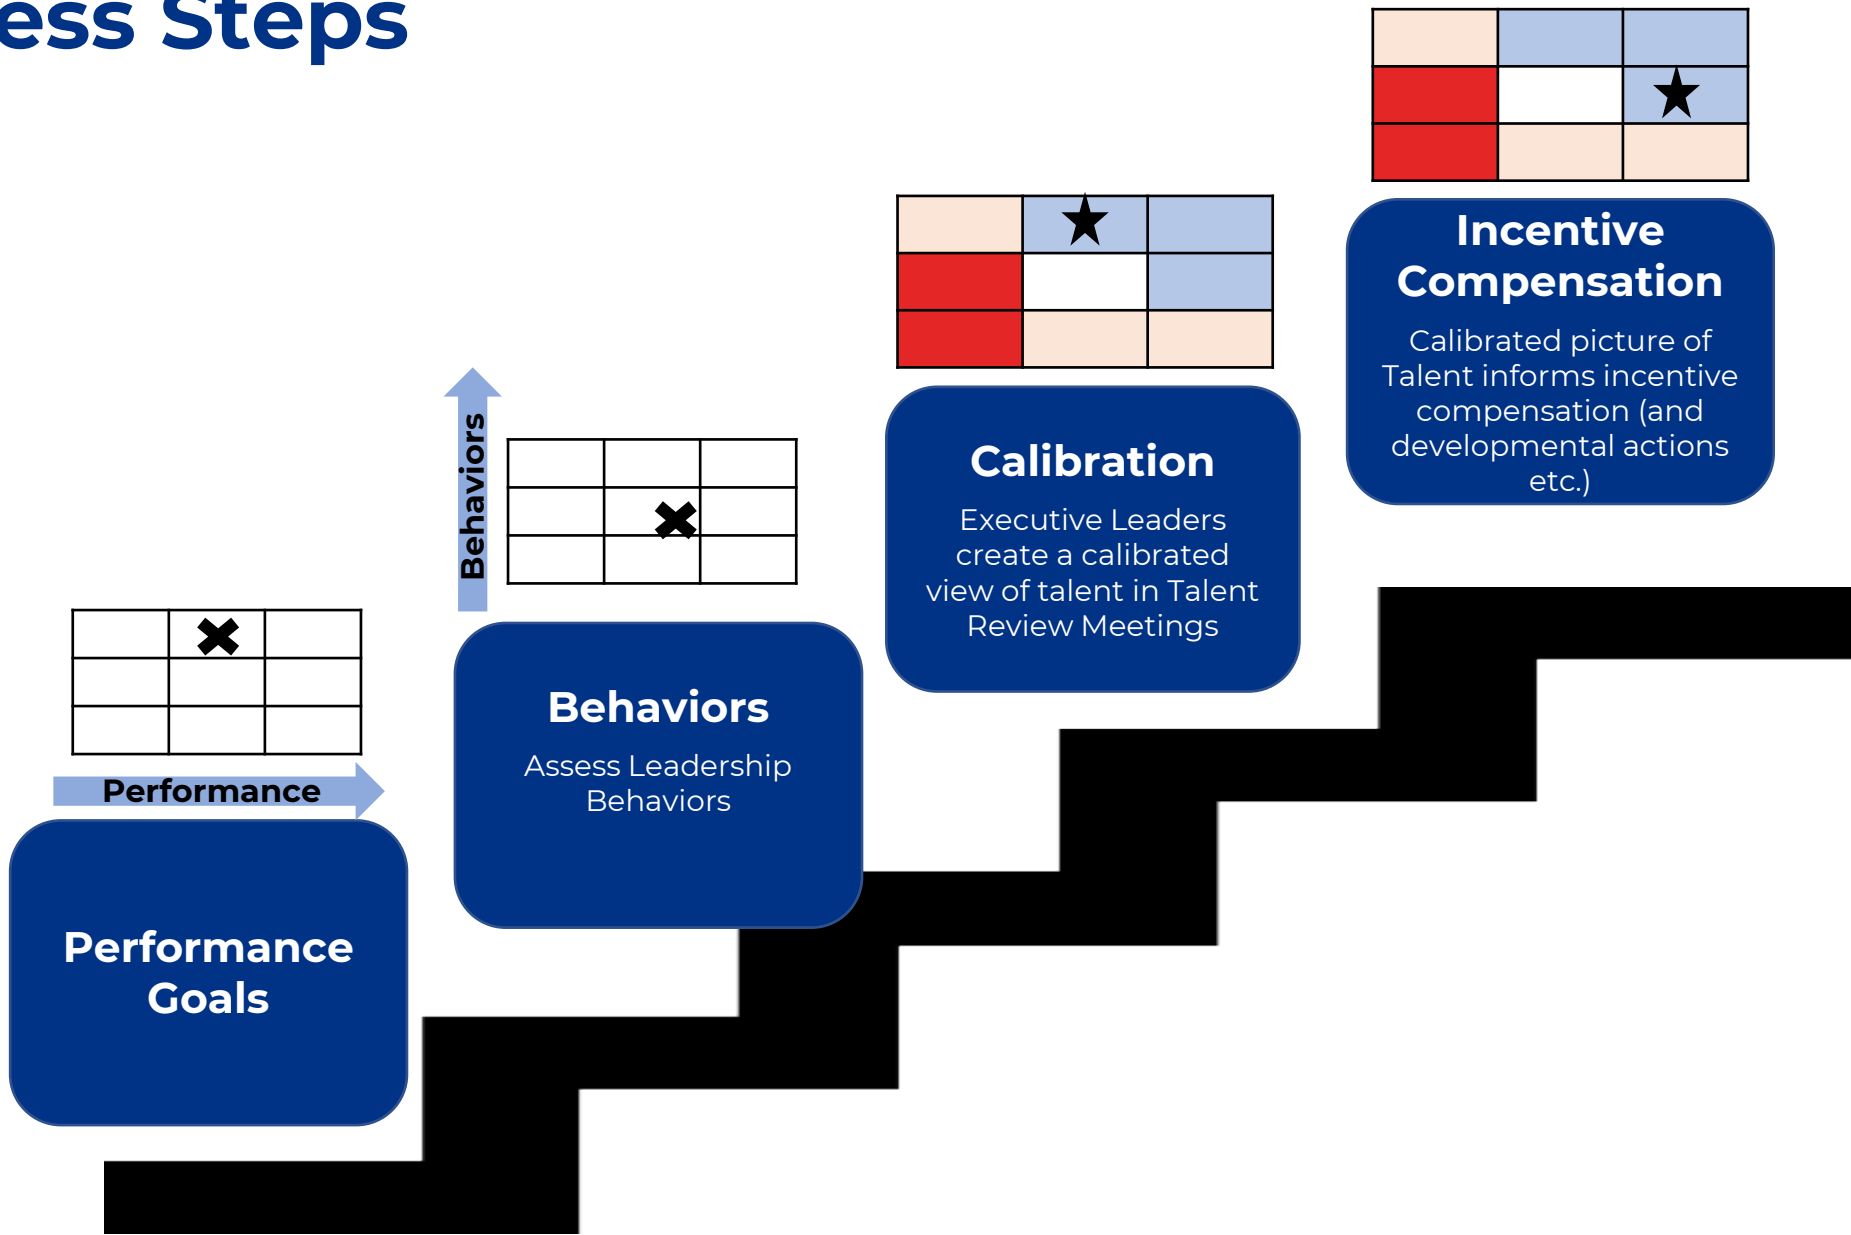 ess Steps
Performance
Performance
Goals
Behaviors
Behaviors
Assess Leadership
Behaviors
Calibration
Executive Leaders
create a calibrated
view of talent in Talent
Review Meetings
Incentive
Compensation
Calibrated picture of
Talent informs incentive
compensation (and
developmental actions
etc.)